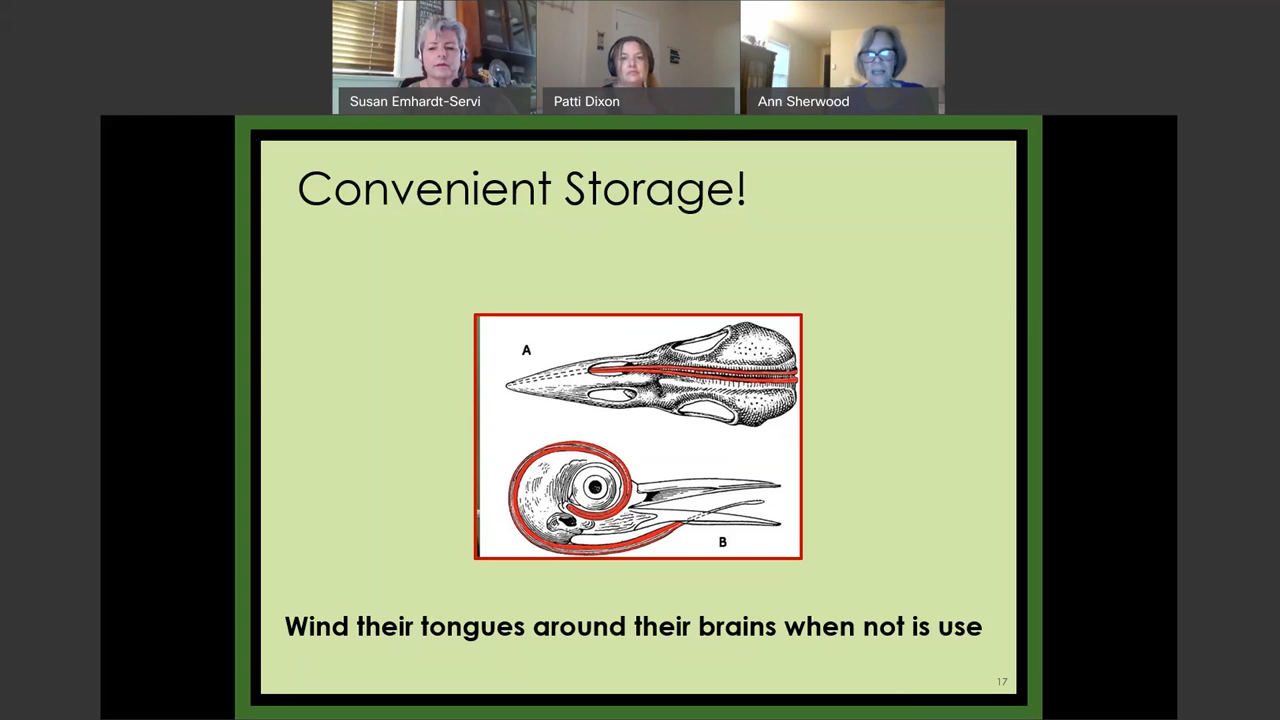 Susan Emhardt-Servi
Patti Dixon
Ann Sherwood
Convenient Storage!
A
B
Wind their tongues around their brains when not is use
17